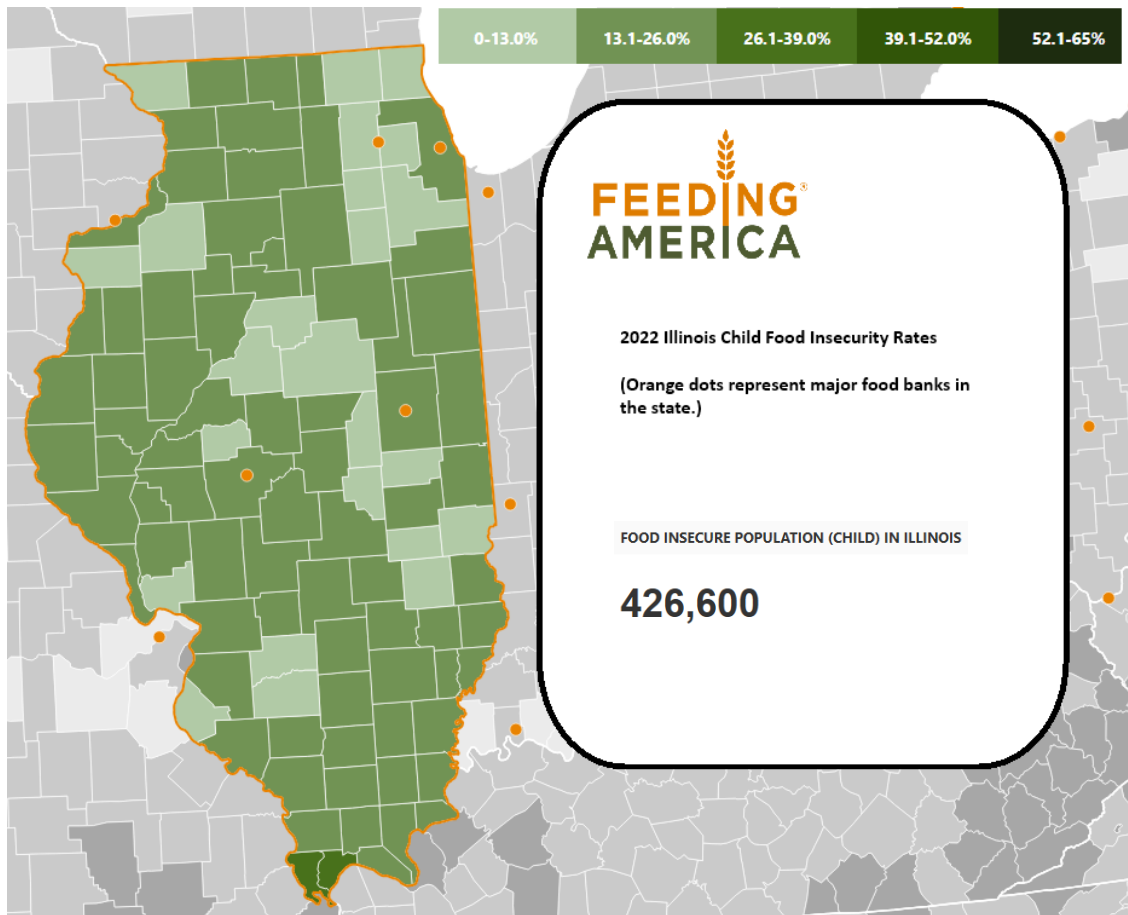 0-13.0% 13.1-26.0% 26.1-39.0% 39.1-52.0% 52.1-65%
FEEDING
AMERICA
2022 Illinois Child Food Insecurity Rates
(Orange dots represent major food banks in
the state.)
FOOD INSECURE POPULATION (CHILD) IN ILLINOIS
426,600